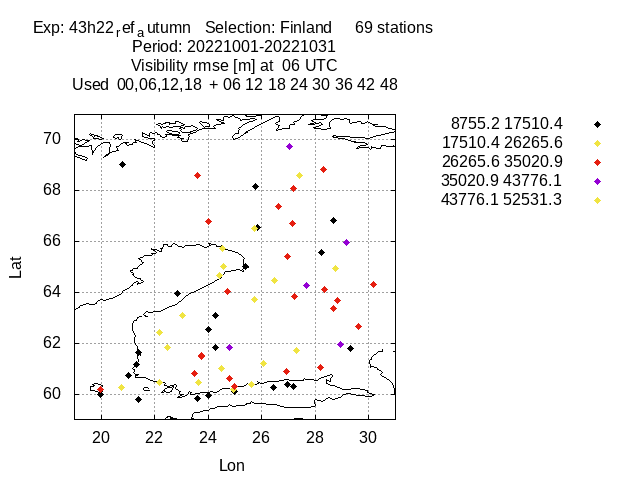 Exp: 43h22_ref_a_utumn Selection: Finland 69 stations
Period: 20221001-20221031
Visibility rmse [m] at 06 UTC
Used 00,06,12,18 + 06 12 18 24 30 36 42 48
8755.2 17510.4
17510.4 26265.6
26265.6 35020.9
35020.9 43776.1
43776.1 52531.3
70
68
66
64
62
60
Lat
20 22 24 26 28 30
Lon